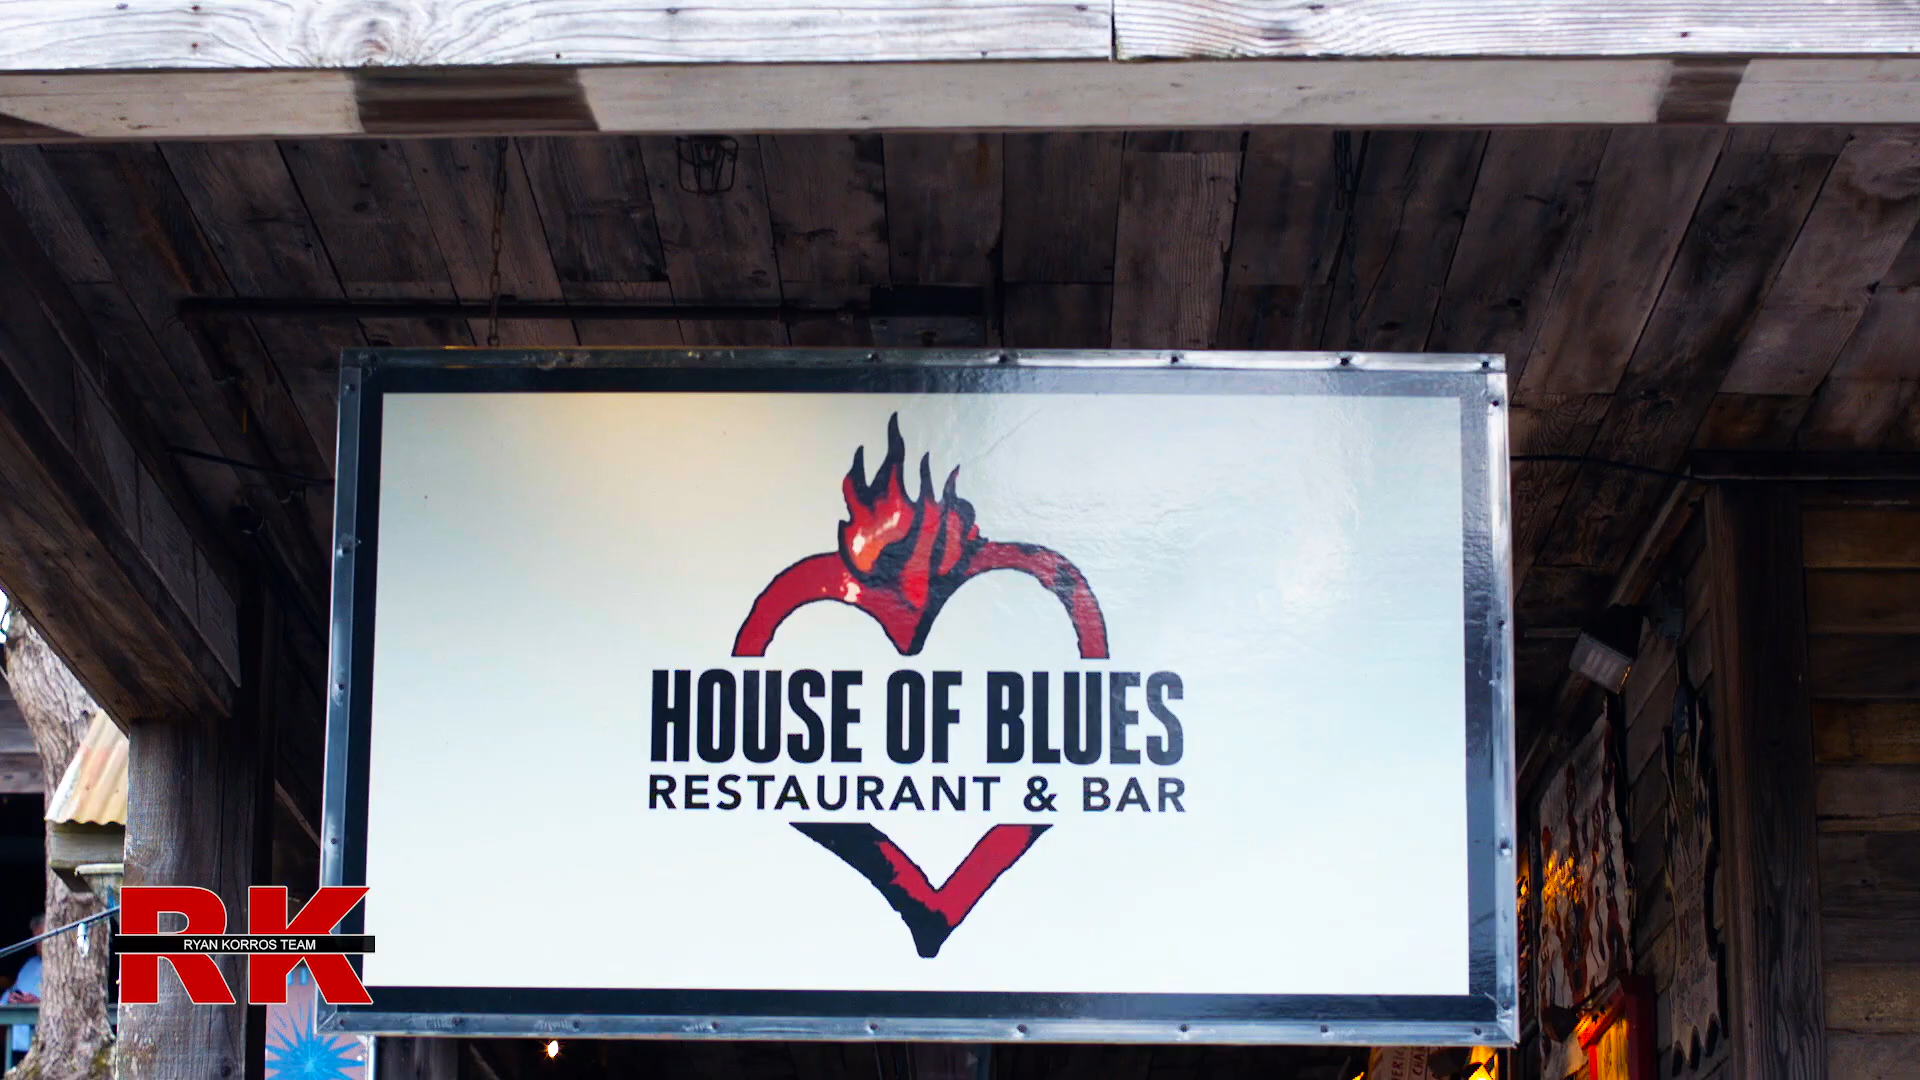 HOUSE OF BLUES
RESTAURANT & BAR
RK
RYAN KORROS TEAM